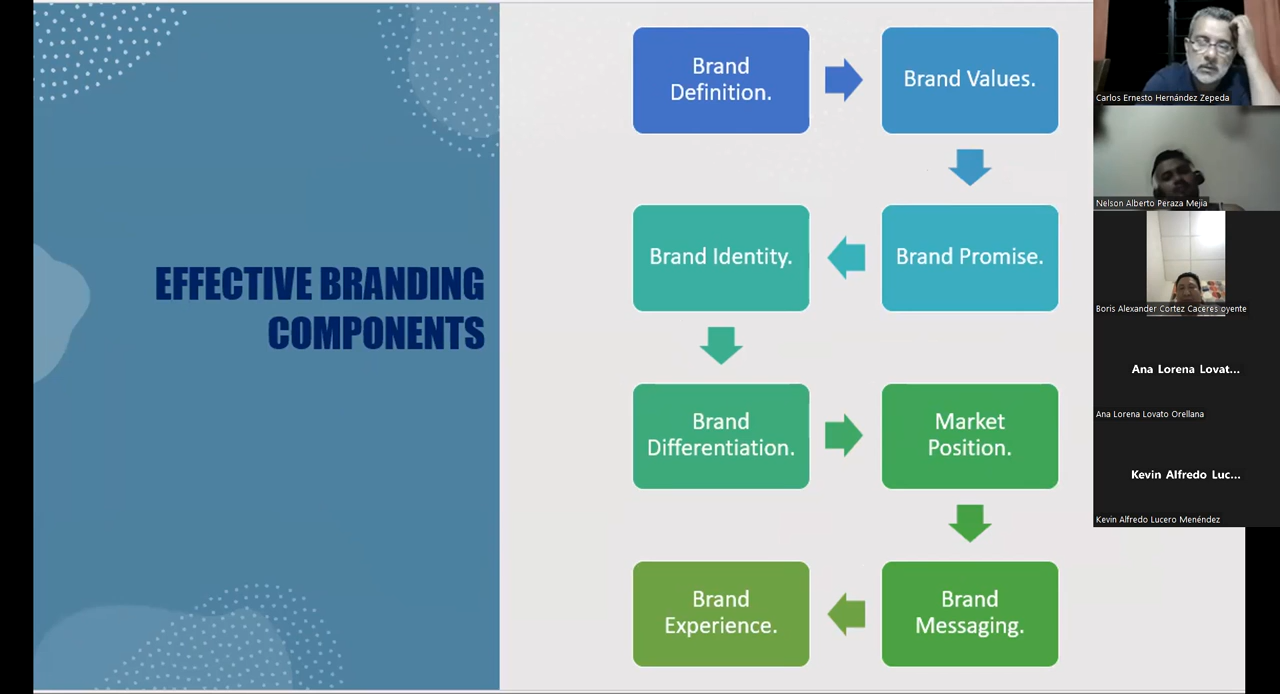 EFFECTIVE BRANDING
COMPONENTS
Brand
Definition.
Brand Values.
Brand Promise.
Brand Identity.
Brand
Differentiation.
Market
Position.
Brand
Messaging.
Brand
Experience.
Carlos Ernesto Hernández Zepeda
Nelson Alberto Peraza Mejia
Boris Alexander Cortez Caceres oyente
Ana Lorena Lovat...
Ana Lorena Lovato Orellana
Kevin Alfredo Luc...
Kevin Alfredo Lucero Menéndez